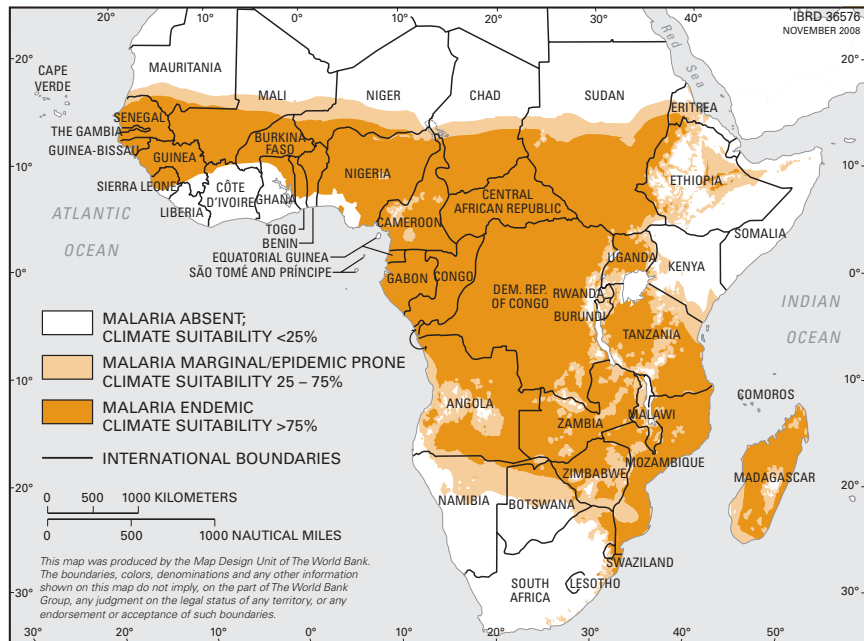 20° 10° 0° 10° 20° 30° 40° 50°
IBRD 36576
NOVEMBER 2008
Red Sea
20° 20°
CAPE
VERDE
MAURITANIA
MALI
NIGER
CHAD
SUDAN
ERITREA
SENEGAL
THE GAMBIA
GUINEA-BISSAU
GUINEA
BURKINA
FASO
10° 10°
NIGERIA
ETHIOPIA
SIERRA LEONE
CÔTE
D'IVOIRE
GHANA
LIBERIA
CENTRAL
AFRICAN REPUBLIC
CAMEROON
SOMALIA
ATLANTIC
OCEAN
TOGO
BENIN
EQUATORIAL GUINEA
SÃO TOMÉ AND PRÍNCIPE
UGANDA
KENYA
0° 0°
GABON
CONGO
DEM. REP.
OF CONGO
RWANDA
BURUNDI
TANZANIA
INDIAN
OCEAN
MALARIA ABSENT;
CLIMATE SUITABILITY <25%
MALARIA MARGINAL/EPIDEMIC PRONE
CLIMATE SUITABILITY 25 – 75%
MALARIA ENDEMIC
CLIMATE SUITABILITY >75%
INTERNATIONAL BOUNDARIES
10° 10°
ANGOLA
ZAMBIA
MALAWI
COMOROS
MOZAMBIQUE
ZIMBABWE
MADAGASCAR
NAMIBIA
BOTSWANA
20° 20°
0 500 1000 KILOMETERS
0 500 1000 NAUTICAL MILES
SWAZILAND
SOUTH
AFRICA
LESOTHO
This map was produced by the Map Design Unit of The World Bank.
The boundaries, colors, denominations and any other information
shown on this map do not imply, on the part of The World Bank
Group, any judgment on the legal status of any territory, or any
endorsement or acceptance of such boundaries.
30° 30°
30° 20° 10° 0° 10° 20° 30° 40° 50°